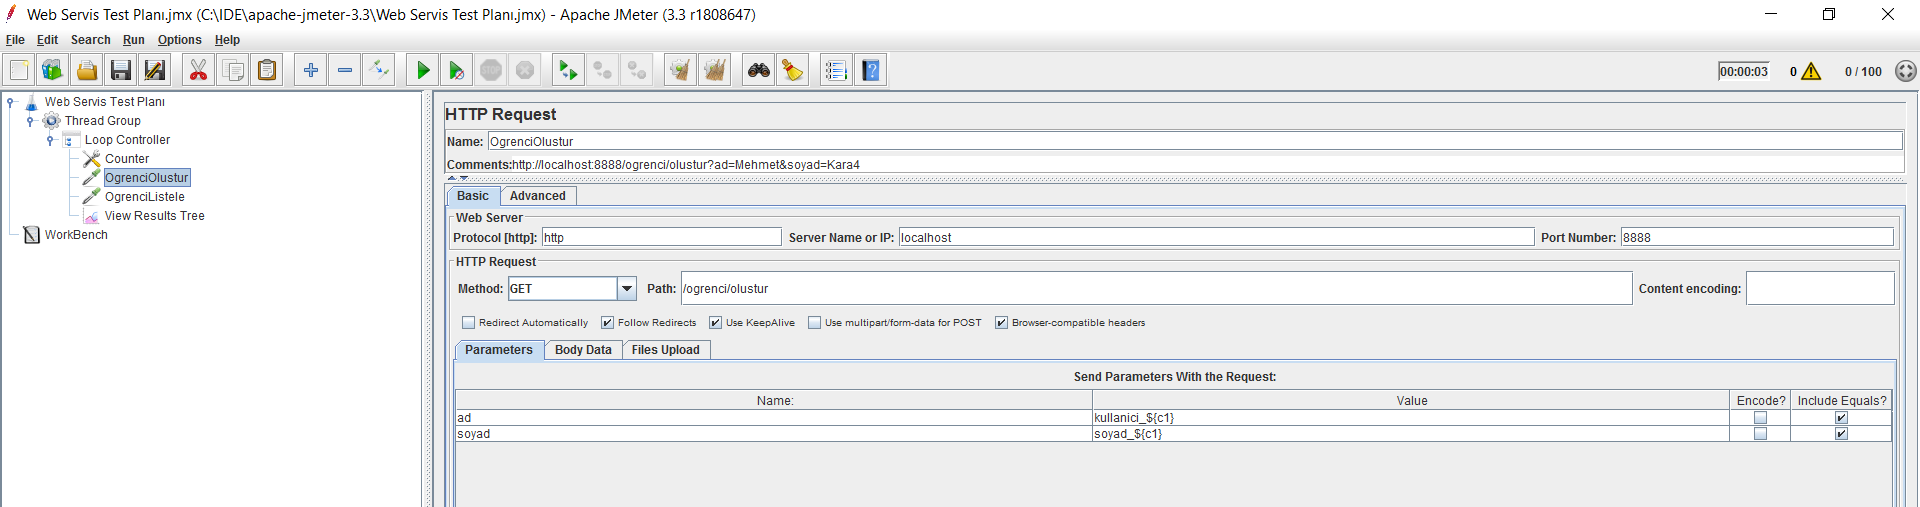 Web Servis Test Planı.jmx (C:\IDE\apache-jmeter-3.3\Web Servis Test Planı.jmx) - Apache JMeter (3.3 r1808647)
File Edit Search Run Options Help
STOP
00:00:03 0 0 / 100
Web Servis Test Planı
Thread Group
Loop Controller
Counter
OgrenciOlustur
OgrenciListele
View Results Tree
WorkBench
HTTP Request
Name: OgrenciOlustur
Comments: http://localhost:8888/ogrenci/olustur?ad=Mehmet&soyad=Kara4
Basic Advanced
Web Server
Protocol [http]: http Server Name or IP: localhost Port Number: 8888
HTTP Request
Method: GET Path: /ogrenci/olustur Content encoding:
Redirect Automatically Follow Redirects Use KeepAlive Use multipart/form-data for POST Browser-compatible headers
Parameters Body Data Files Upload
Send Parameters With the Request:
Name: Value Encode? Include Equals?
ad kullanici_${c1}
soyad soyad_${c1}